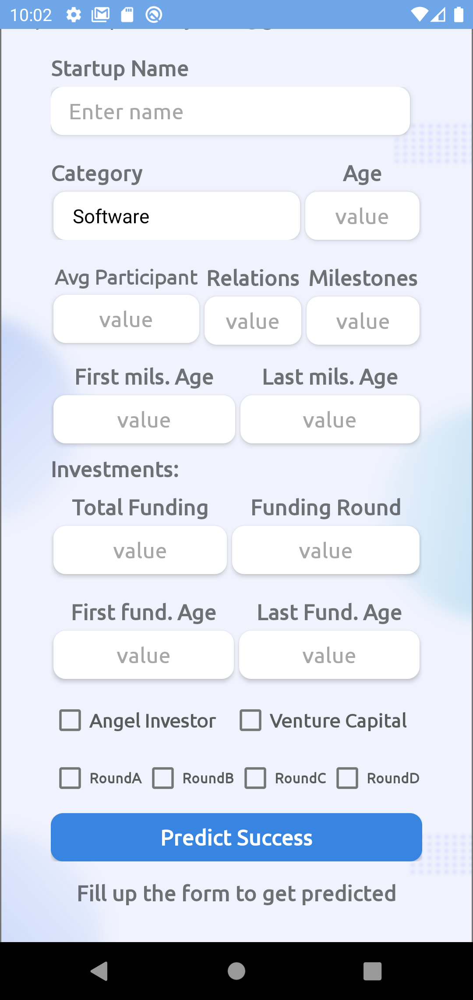 10:02
Startup Name
Enter name
Category Age
Software value
Avg Participant Relations Milestones
value value value
First mils. Age Last mils. Age
value value
Investments:
Total Funding Funding Round
value value
First fund. Age Last Fund. Age
value value
Angel Investor Venture Capital
RoundA RoundB RoundC RoundD
Predict Success
Fill up the form to get predicted